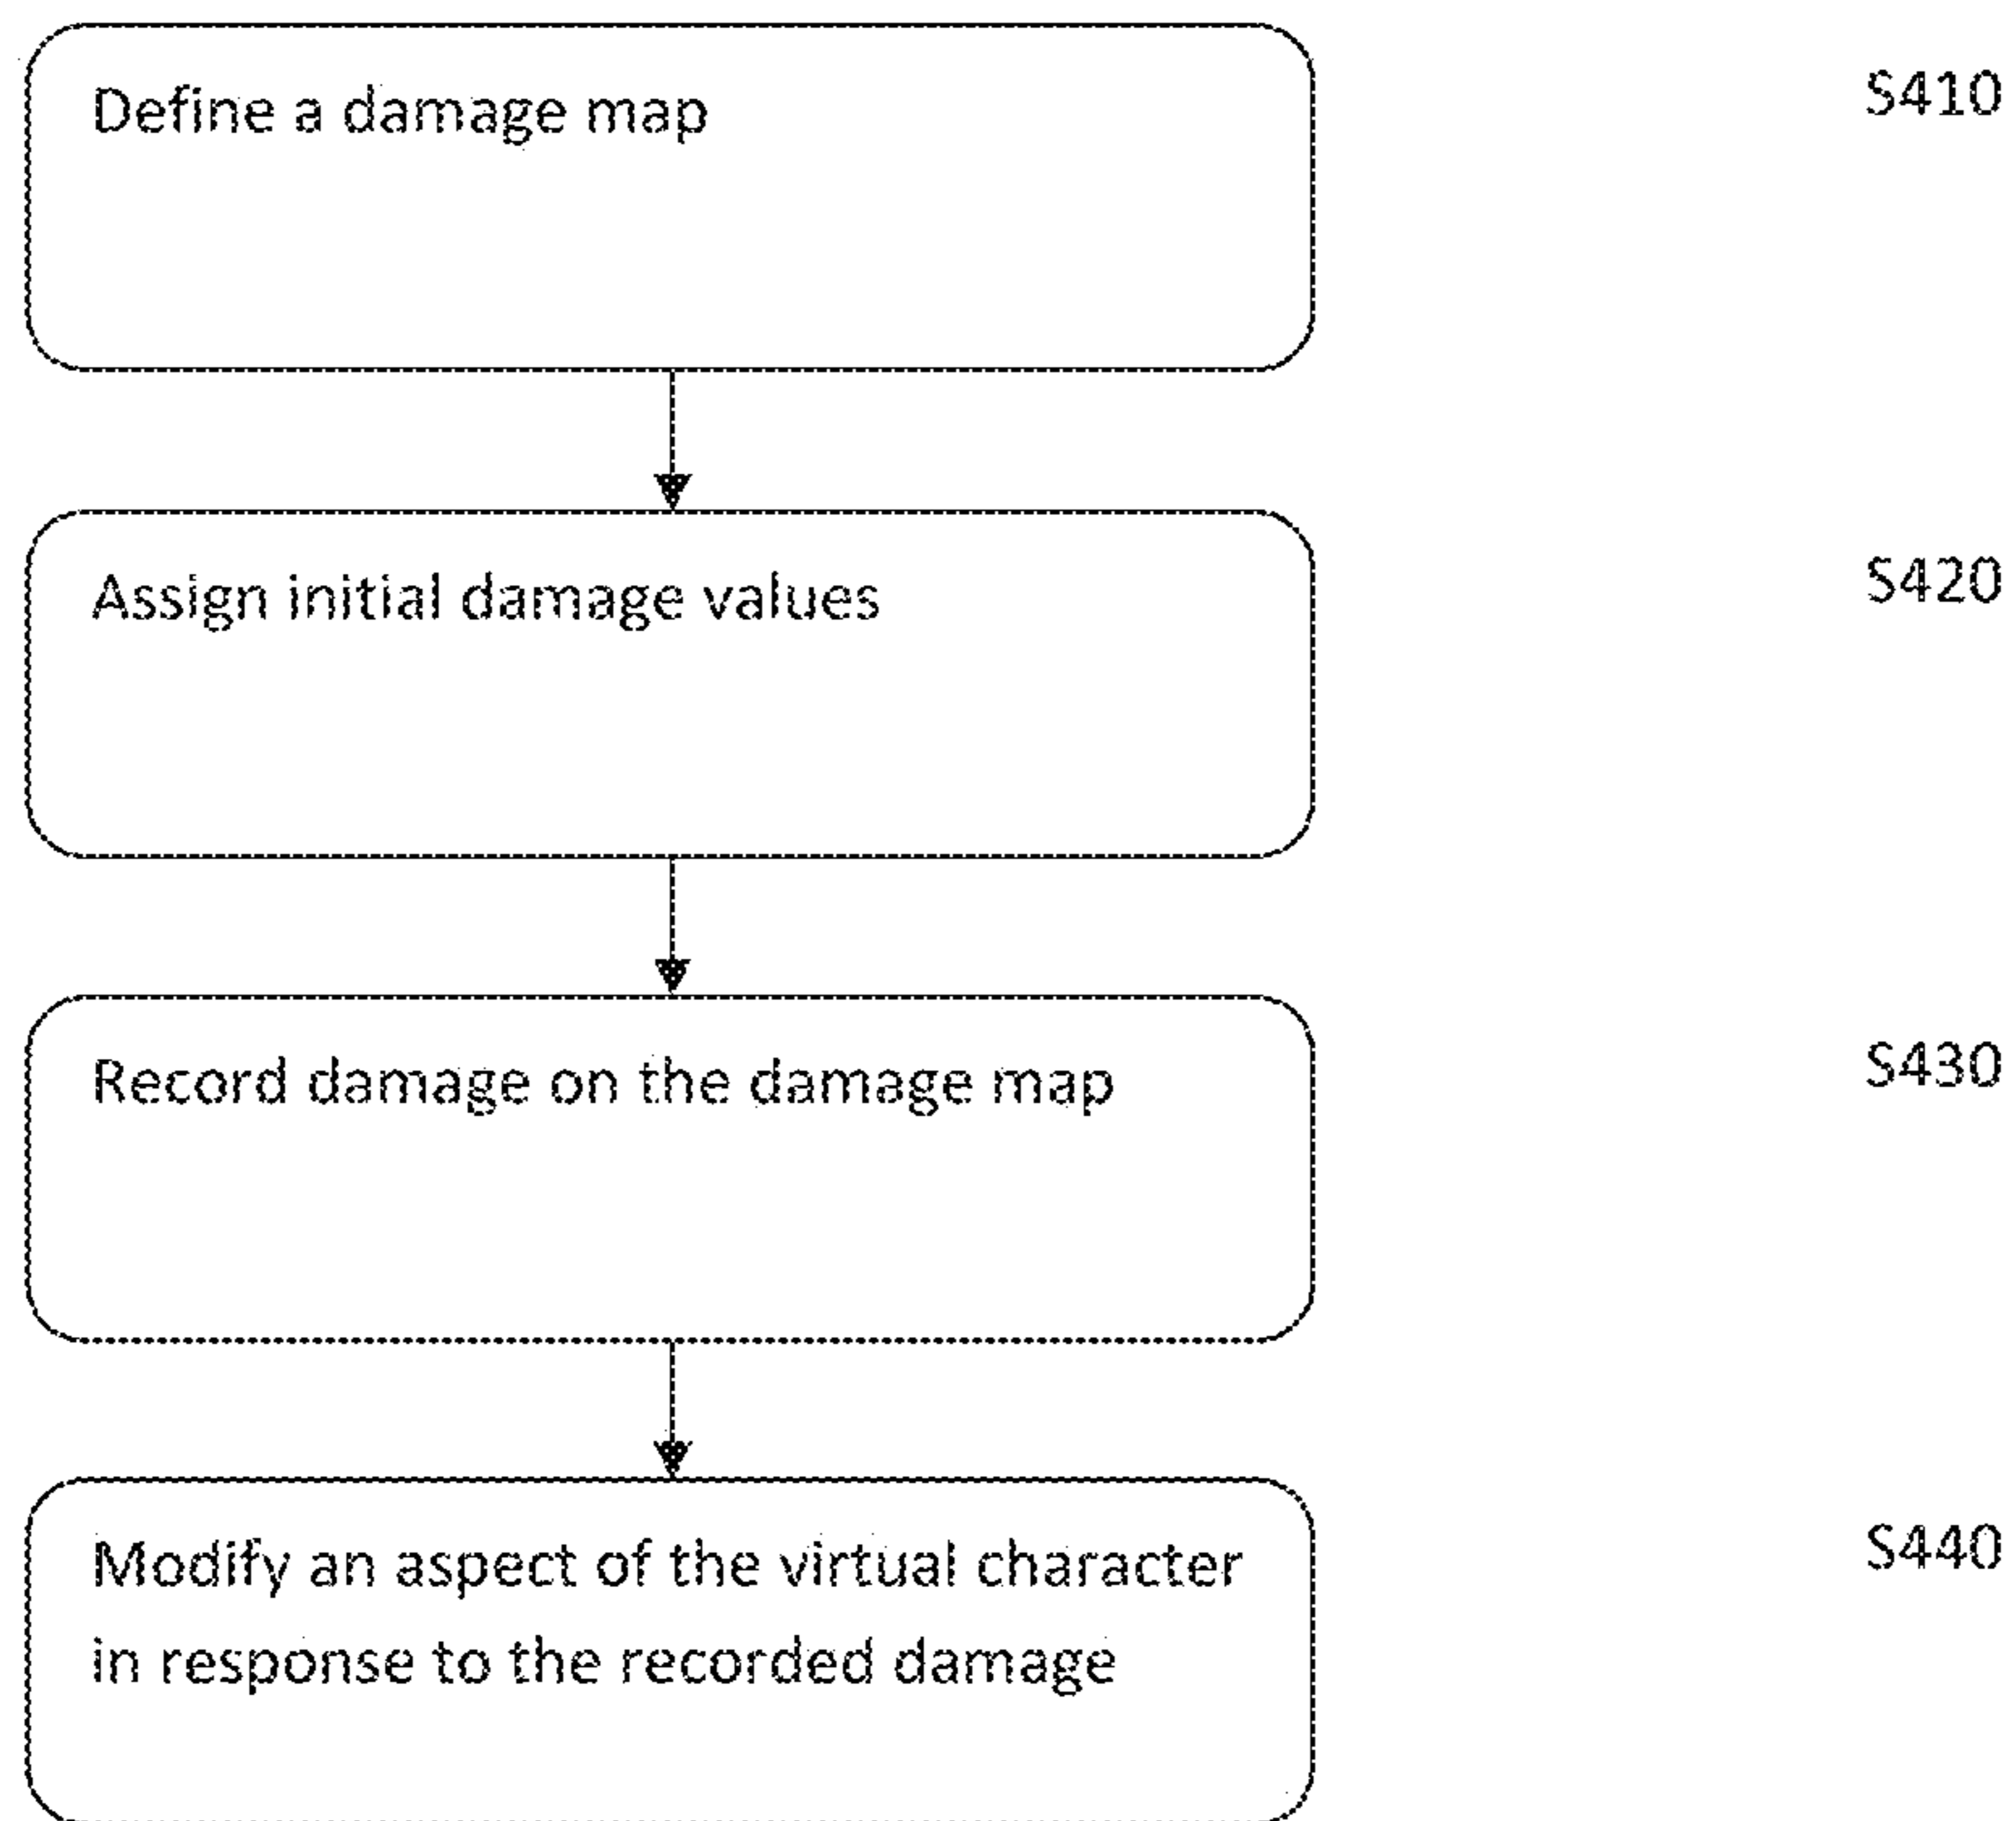 Define a damage map
S410
Assign initial damage values
S420
Record damage on the damage map
S430
Modify an aspect of the virtual character
S440
in response to the recorded damage